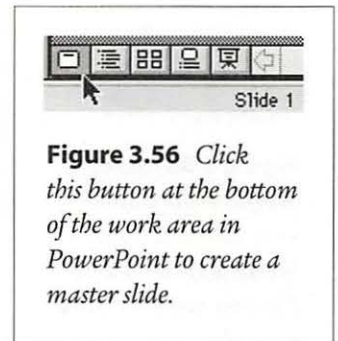 Slide 1
Figure 3.56 Click
this button at the bottom
of the work area in
PowerPoint to create a
master slide.